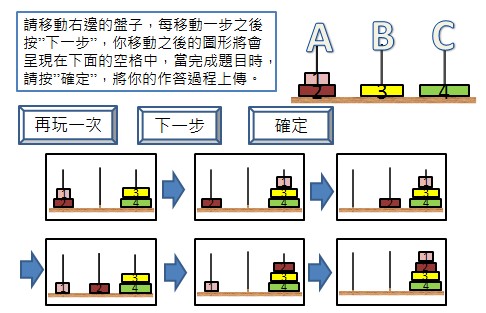 請移動右邊的盤子，每移動一步之後
按”下一步”，你移動之後的圖形將會
呈現在下面的空格中，當完成題目時，
請按”確定”，將你的作答過程上傳。
A B C
1
2 3 4
再玩一次 下一步 確定
1 3
2 4
1
3
2 4
1
3
2 4
3
1 2 4
2
3
1 4
1
2
3
4